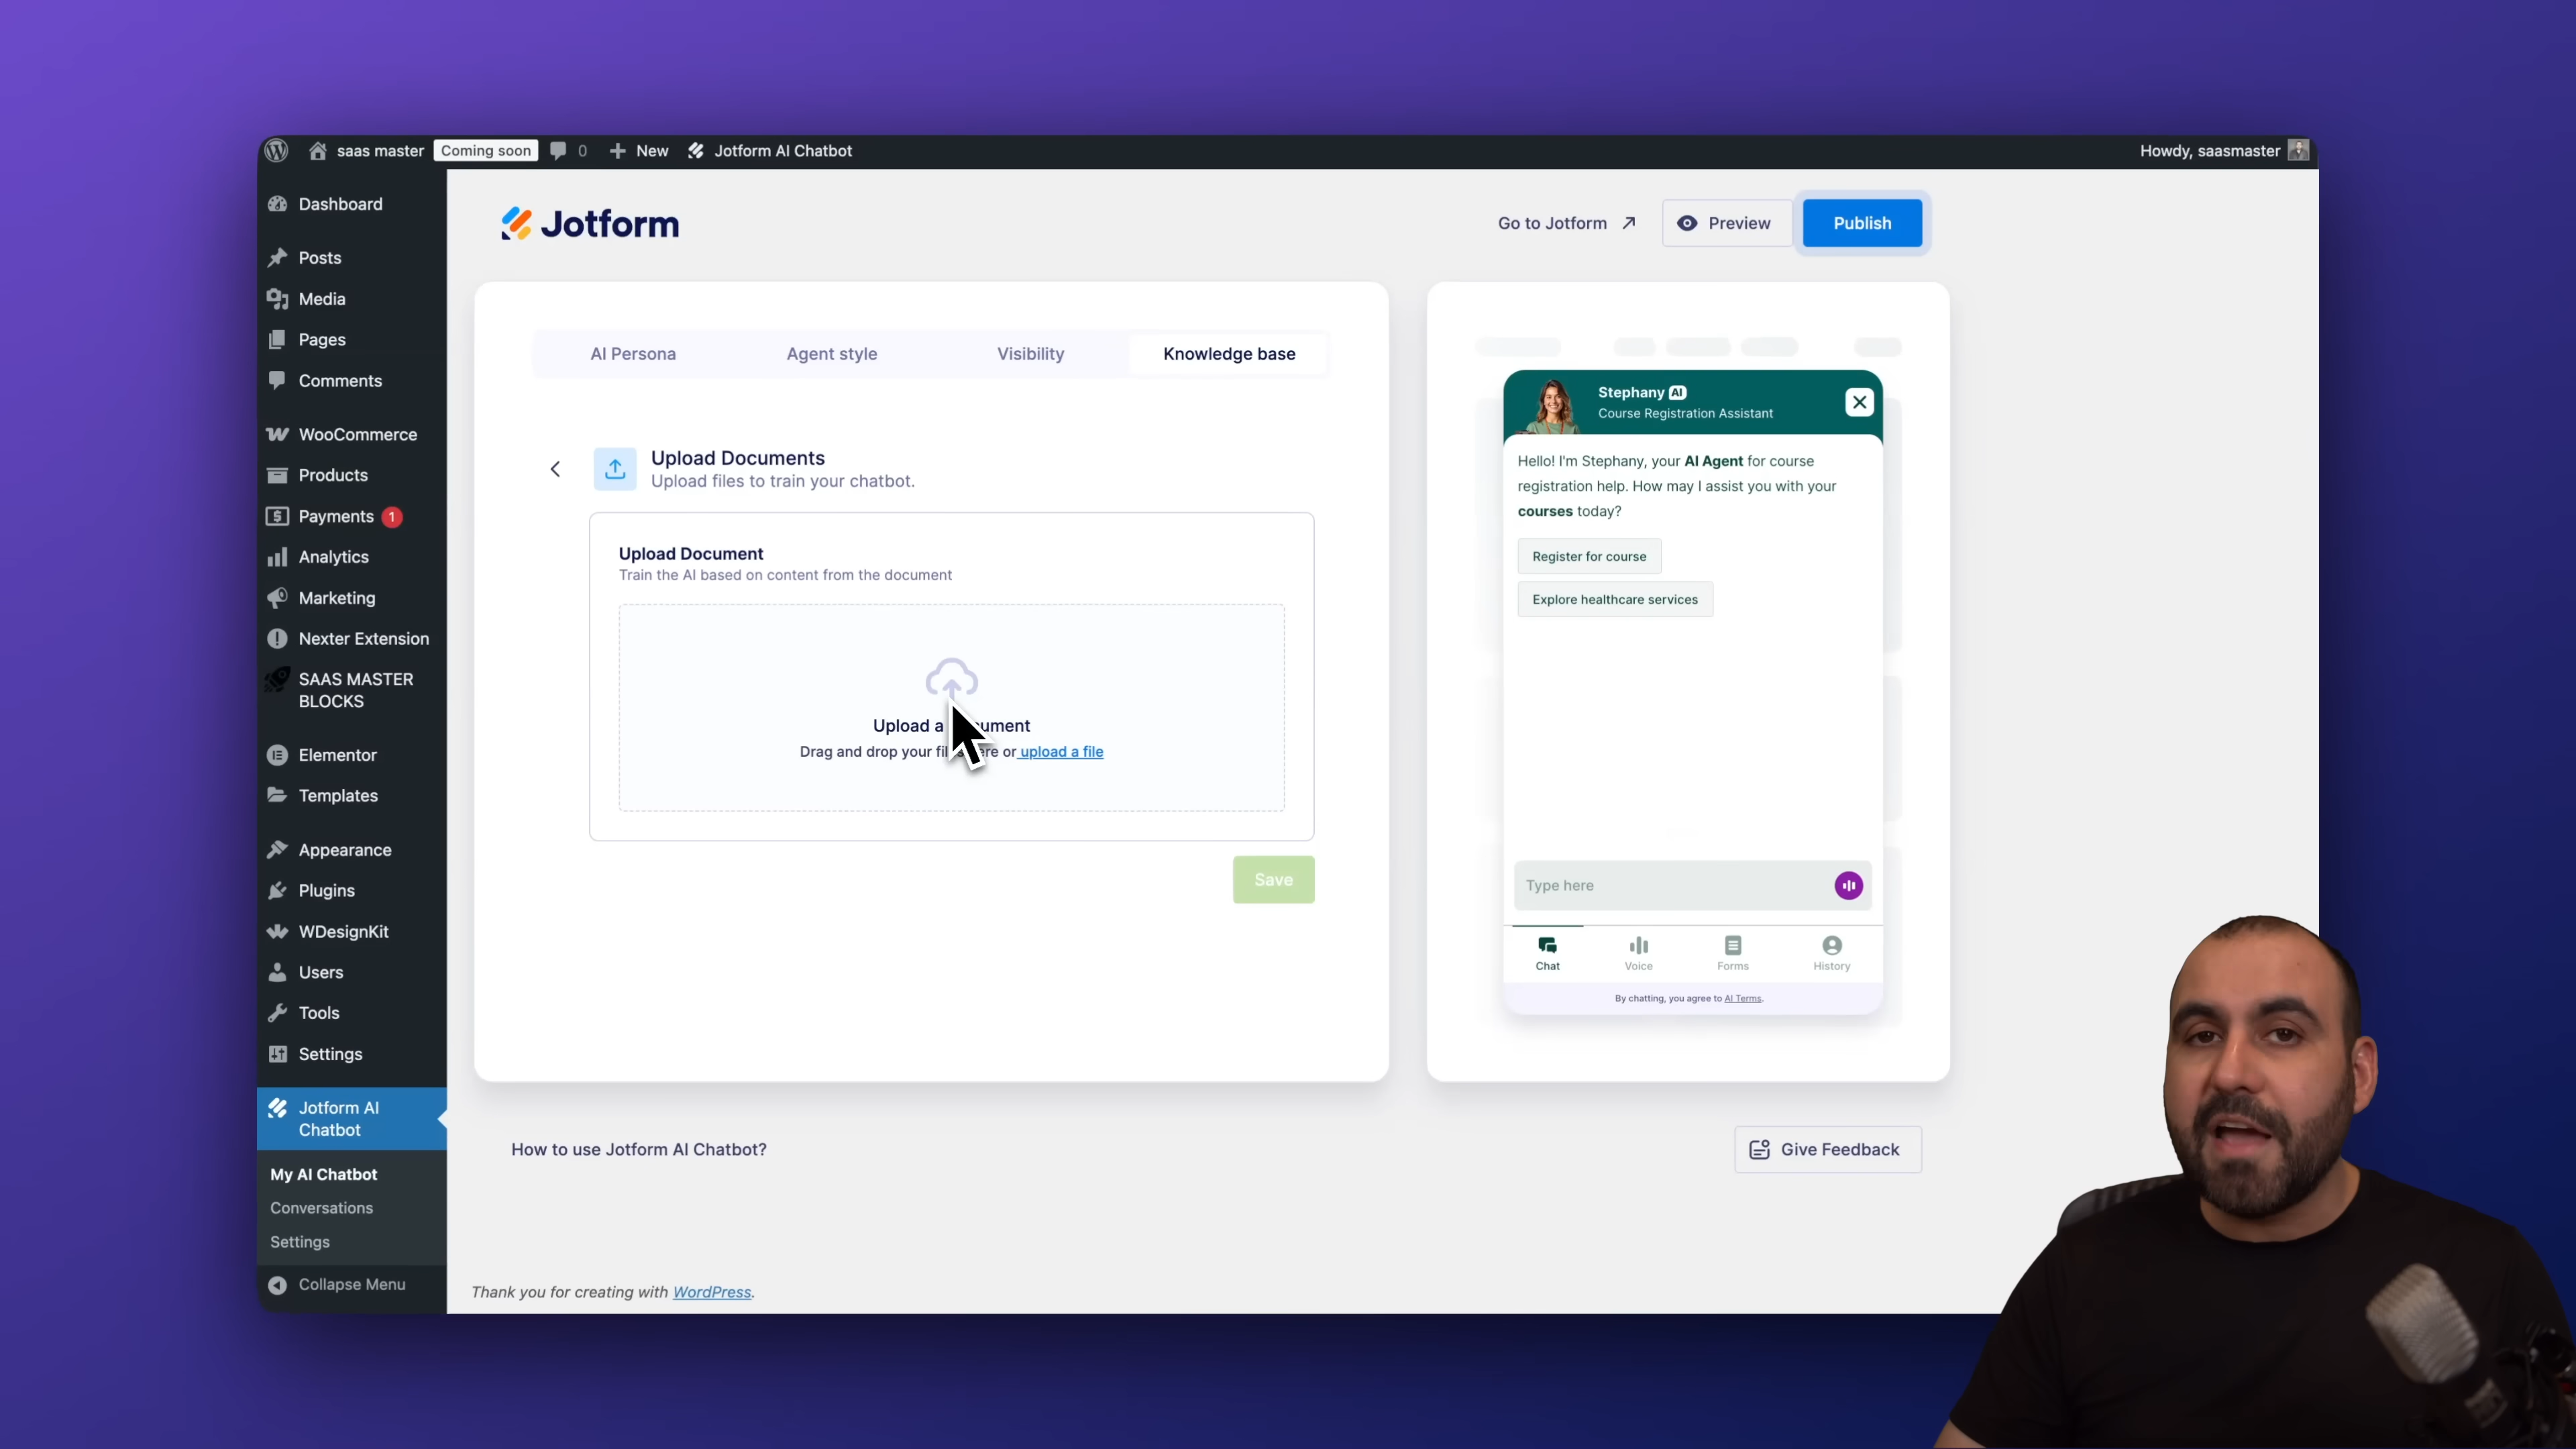 saas master
Coming soon
0
New
Jotform AI Chatbot
Howdy, saasmaster
Dashboard
Posts
Media
Pages
Comments
WooCommerce
Products
Payments 1
Analytics
Marketing
Nexter Extension
SAAS MASTER
BLOCKS
Elementor
Templates
Appearance
Plugins
WDesignKit
Users
Tools
Settings
Jotform AI
Chatbot
My AI Chatbot
Conversations
Settings
Collapse Menu
Jotform
Go to Jotform
Preview
Publish
AI Persona
Agent style
Visibility
Knowledge base
Upload Documents
Upload files to train your chatbot.
Upload Document
Train the AI based on content from the document
Upload a
Drag and drop your or upload a file
Save
Stephany AI
Course Registration Assistant
Hello! I'm Stephany, your AI Agent for course
registration help. How may I assist you with your
courses today?
Register for course
Explore healthcare services
Type here
Chat
Voice
Forms
History
By chatting, you agree to AI Terms.
How to use Jotform AI Chatbot?
Give Feedback
Thank you for creating with WordPress.